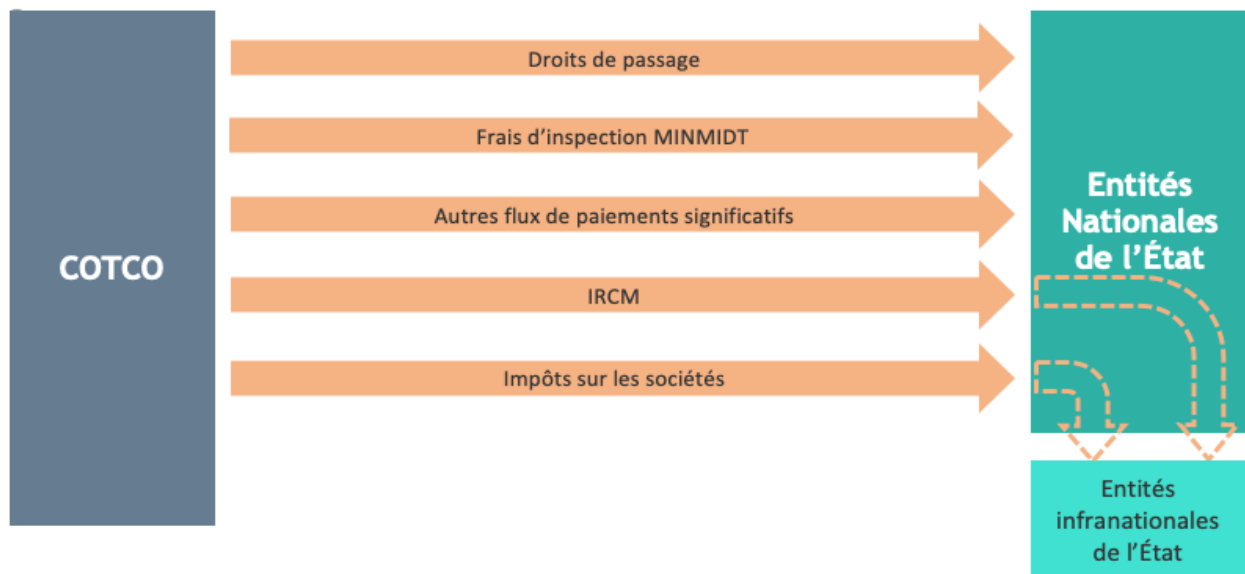 Droits de passage
Frais d’inspection MINMIDT
Autres flux de paiements significatifs
COTCO
IRCM
Impôts sur les sociétés
Entités
Nationales
de l’État
Entités
infranationales
de l’État